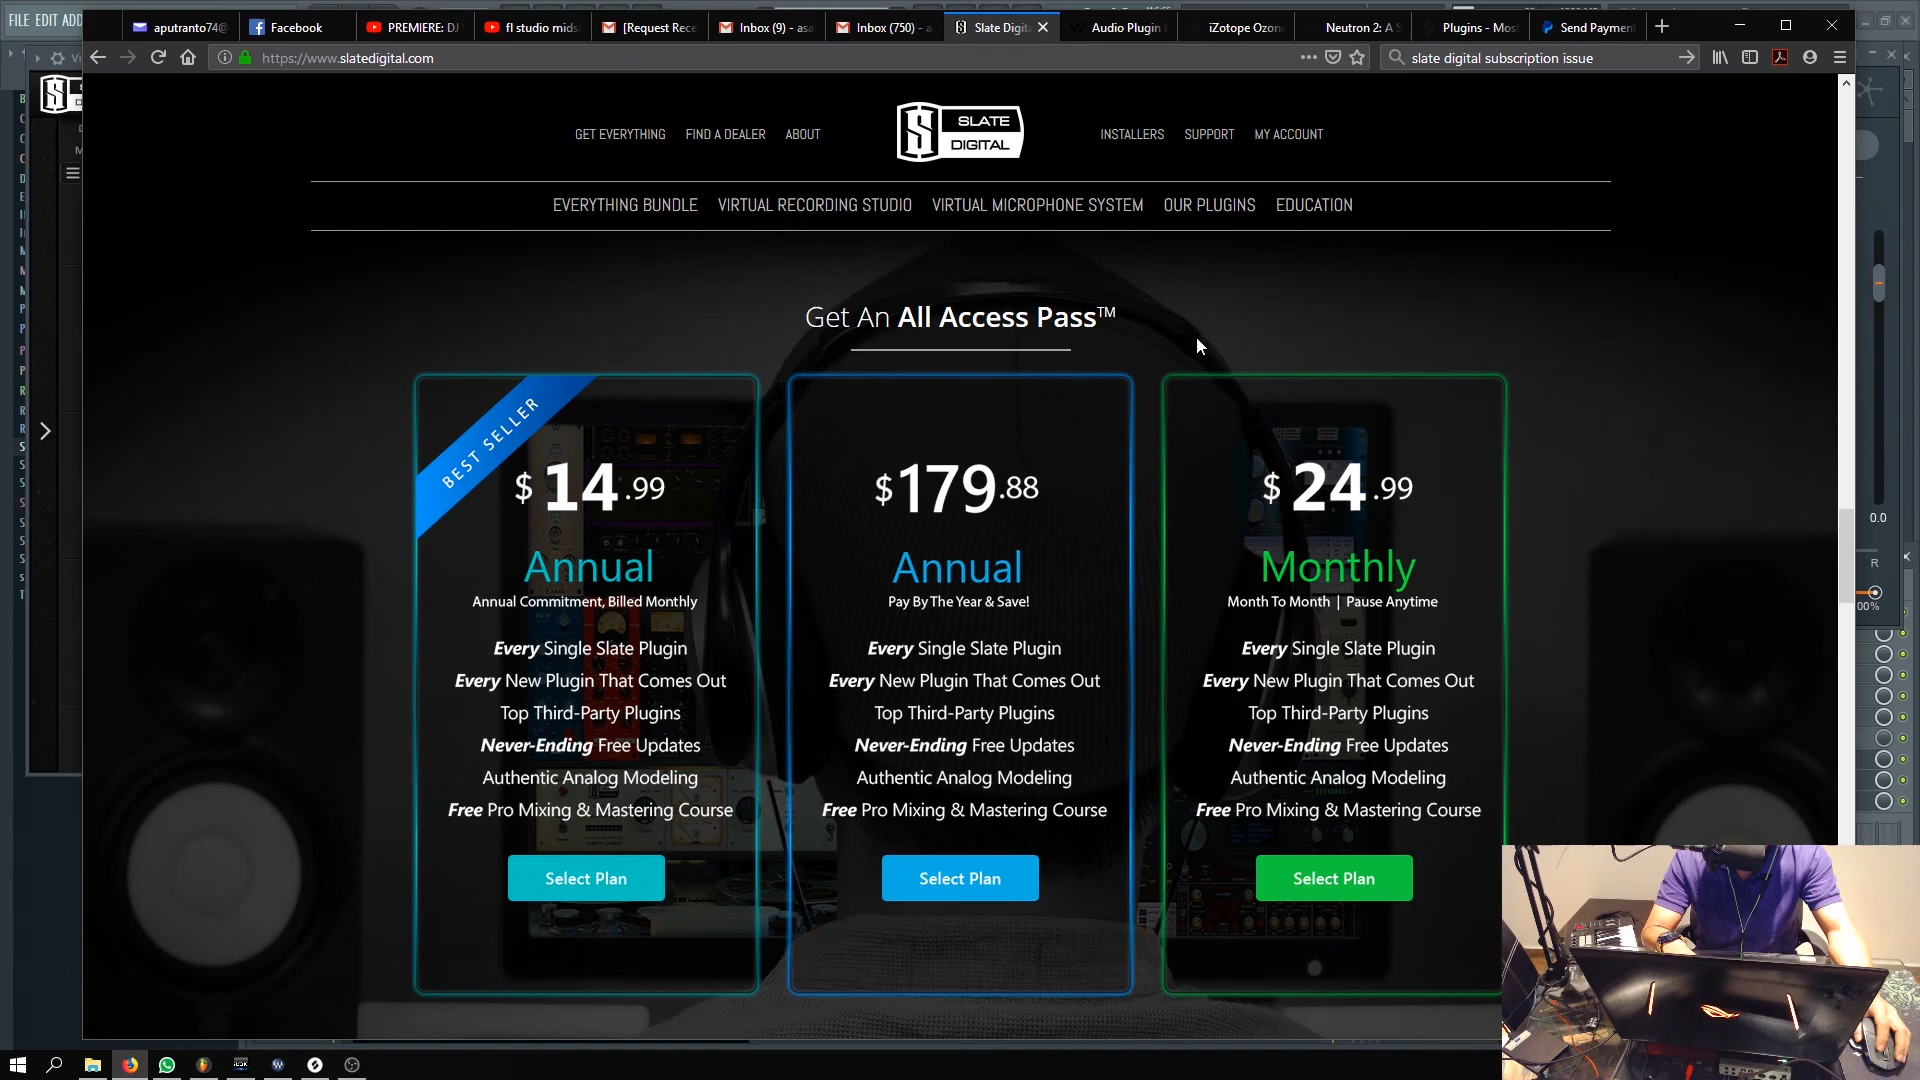 FILE EDIT ADD
aputranto74@
Facebook
PREMIERE: DJ
fl studio mids
[Request Rece
Inbox (9) - asa
Inbox (750) - a
Slate Digita
Audio Plugin
iZotope Ozon
Neutron 2: A S
Plugins - Most
Send Payment
https://www.slatedigital.com
slate digital subscription issue
GET EVERYTHING
FIND A DEALER
ABOUT
SLATE
DIGITAL
INSTALLERS
SUPPORT
MY ACCOUNT
EVERYTHING BUNDLE
VIRTUAL RECORDING STUDIO
VIRTUAL MICROPHONE SYSTEM
OUR PLUGINS
EDUCATION
Get An All Access Pass™
BEST SELLER
$ 14.99
Annual
Annual Commitment, Billed Monthly
Every Single Slate Plugin
Every New Plugin That Comes Out
Top Third-Party Plugins
Never-Ending Free Updates
Authentic Analog Modeling
Free Pro Mixing & Mastering Course
Select Plan
$179.88
Annual
Pay By The Year & Save!
Every Single Slate Plugin
Every New Plugin That Comes Out
Top Third-Party Plugins
Never-Ending Free Updates
Authentic Analog Modeling
Free Pro Mixing & Mastering Course
Select Plan
$ 24.99
Monthly
Month To Month | Pause Anytime
Every Single Slate Plugin
Every New Plugin That Comes Out
Top Third-Party Plugins
Never-Ending Free Updates
Authentic Analog Modeling
Free Pro Mixing & Mastering Course
Select Plan
0.0
R
00%